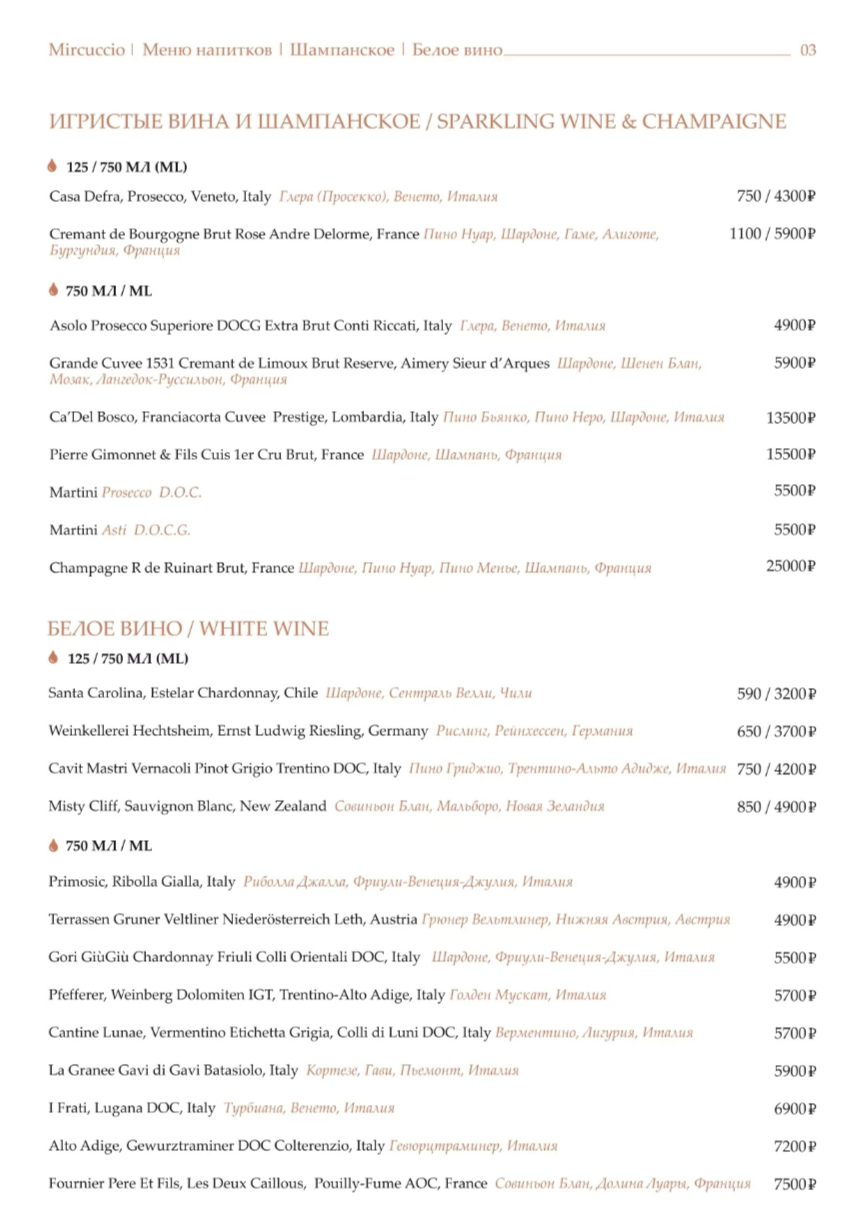 Mircuccio | Меню напитков | Шампанское | Белое вино 03
ИГРИСТЫЕ ВИНА И ШАМПАНСКОЕ / SPARKLING WINE & CHAMPAIGNE
125 / 750 МЛ (ML)
Casa Defra, Prosecco, Veneto, Italy Глера (Просекко), Венето, Италия 750 / 4300₽
Cremant de Bourgogne Brut Rose Andre Delorme, France Пино Нуар, Шардоне, Гаме, Алиготе, 1100 / 5900₽
Бургундия, Франция
750 МЛ / ML
Asolo Prosecco Superiore DOCG Extra Brut Conti Riccati, Italy Глера, Венето, Италия 4900₽
Grande Cuvee 1531 Cremant de Limoux Brut Reserve, Aimery Sieur d’Arques Шардоне, Шенен Блан, 5900₽
Мозак, Лангедок-Руссильон, Франция
Ca’Del Bosco, Franciacorta Cuvee Prestige, Lombardia, Italy Пино Бьянко, Пино Неро, Шардоне, Италия 13500₽
Pierre Gimonnet & Fils Cuis 1er Cru Brut, France Шардоне, Шампань, Франция 15500₽
Martini Prosecco D.O.C. 5500₽
Martini Asti D.O.C.G. 5500₽
Champagne R de Ruinart Brut, France Шардоне, Пино Нуар, Пино Менье, Шампань, Франция 25000₽
БЕЛОЕ ВИНО / WHITE WINE
125 / 750 МЛ (ML)
Santa Carolina, Estelar Chardonnay, Chile Шардоне, Сентраль Велли, Чили 590 / 3200₽
Weinkellerei Hechtsheim, Ernst Ludwig Riesling, Germany Рислинг, Рейнхессен, Германия 650 / 3700₽
Cavit Mastri Vernacoli Pinot Grigio Trentino DOC, Italy Пино Гриджио, Трентино-Альто Адидже, Италия 750 / 4200₽
Misty Cliff, Sauvignon Blanc, New Zealand Совиньон Блан, Мальборо, Новая Зеландия 850 / 4900₽
750 МЛ / ML
Primosic, Ribolla Gialla, Italy Риболла Джалла, Фриули-Венеция-Джулия, Италия 4900₽
Terrassen Gruner Veltliner Niederösterreich Leth, Austria Грюнер Вельтлинер, Нижняя Австрия, Австрия 4900₽
Gori GiùGiù Chardonnay Friuli Colli Orientali DOC, Italy Шардоне, Фриули-Венеция-Джулия, Италия 5500₽
Pfefferer, Weinberg Dolomiten IGT, Trentino-Alto Adige, Italy Голден Мускат, Италия 5700₽
Cantine Lunae, Vermentino Etichetta Grigia, Colli di Luni DOC, Italy Верментино, Лигурия, Италия 5700₽
La Granee Gavi di Gavi Batasiolo, Italy Кортезе, Гави, Пьемонт, Италия 5900₽
I Frati, Lugana DOC, Italy Турбиана, Венето, Италия 6900₽
Alto Adige, Gewurztraminer DOC Colterenzio, Italy Гевюрцтраминер, Италия 7200₽
Fournier Pere Et Fils, Les Deux Caillous, Pouilly-Fume AOC, France Совиньон Блан, Долина Луары, Франция 7500₽